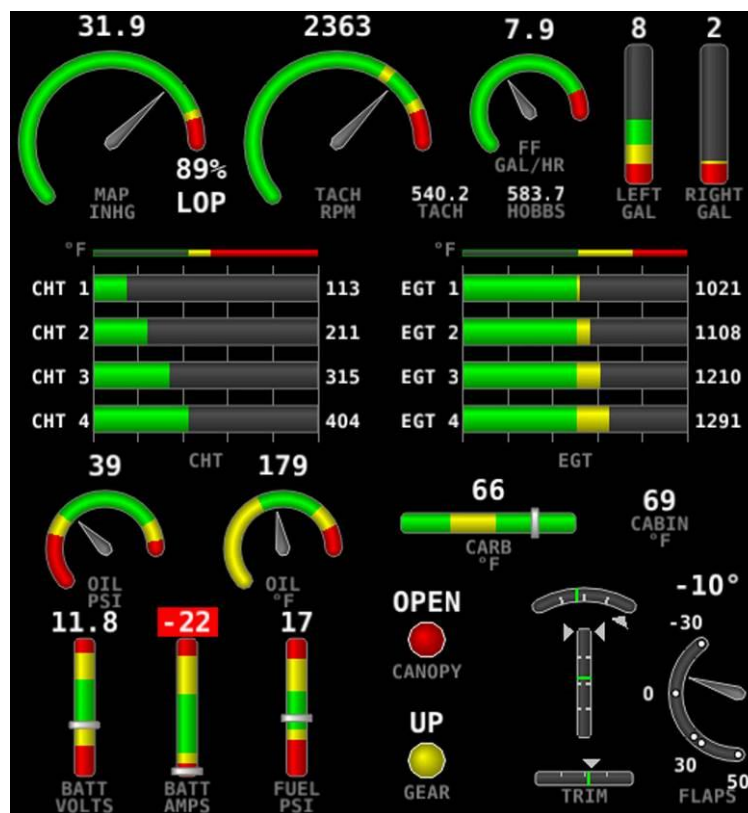 31.9 2363 7.9 8 2
MAP
INHG
89%
LOP
TACH
RPM
FF
GAL/HR
540.2
TACH
583.7
HOBBS
LEFT
GAL
RIGHT
GAL
°F
CHT 1 113
CHT 2 211
CHT 3 315
CHT 4 404
CHT
°F
EGT 1 1021
EGT 2 1108
EGT 3 1210
EGT 4 1291
EGT
39
OIL
PSI
179
OIL
°F
66
CARB
°F
69
CABIN
°F
11.8
BATT
VOLTS
-22
BATT
AMPS
17
FUEL
PSI
OPEN
CANOPY
UP
GEAR
TRIM
-10°
-30
0
30
50
FLAPS